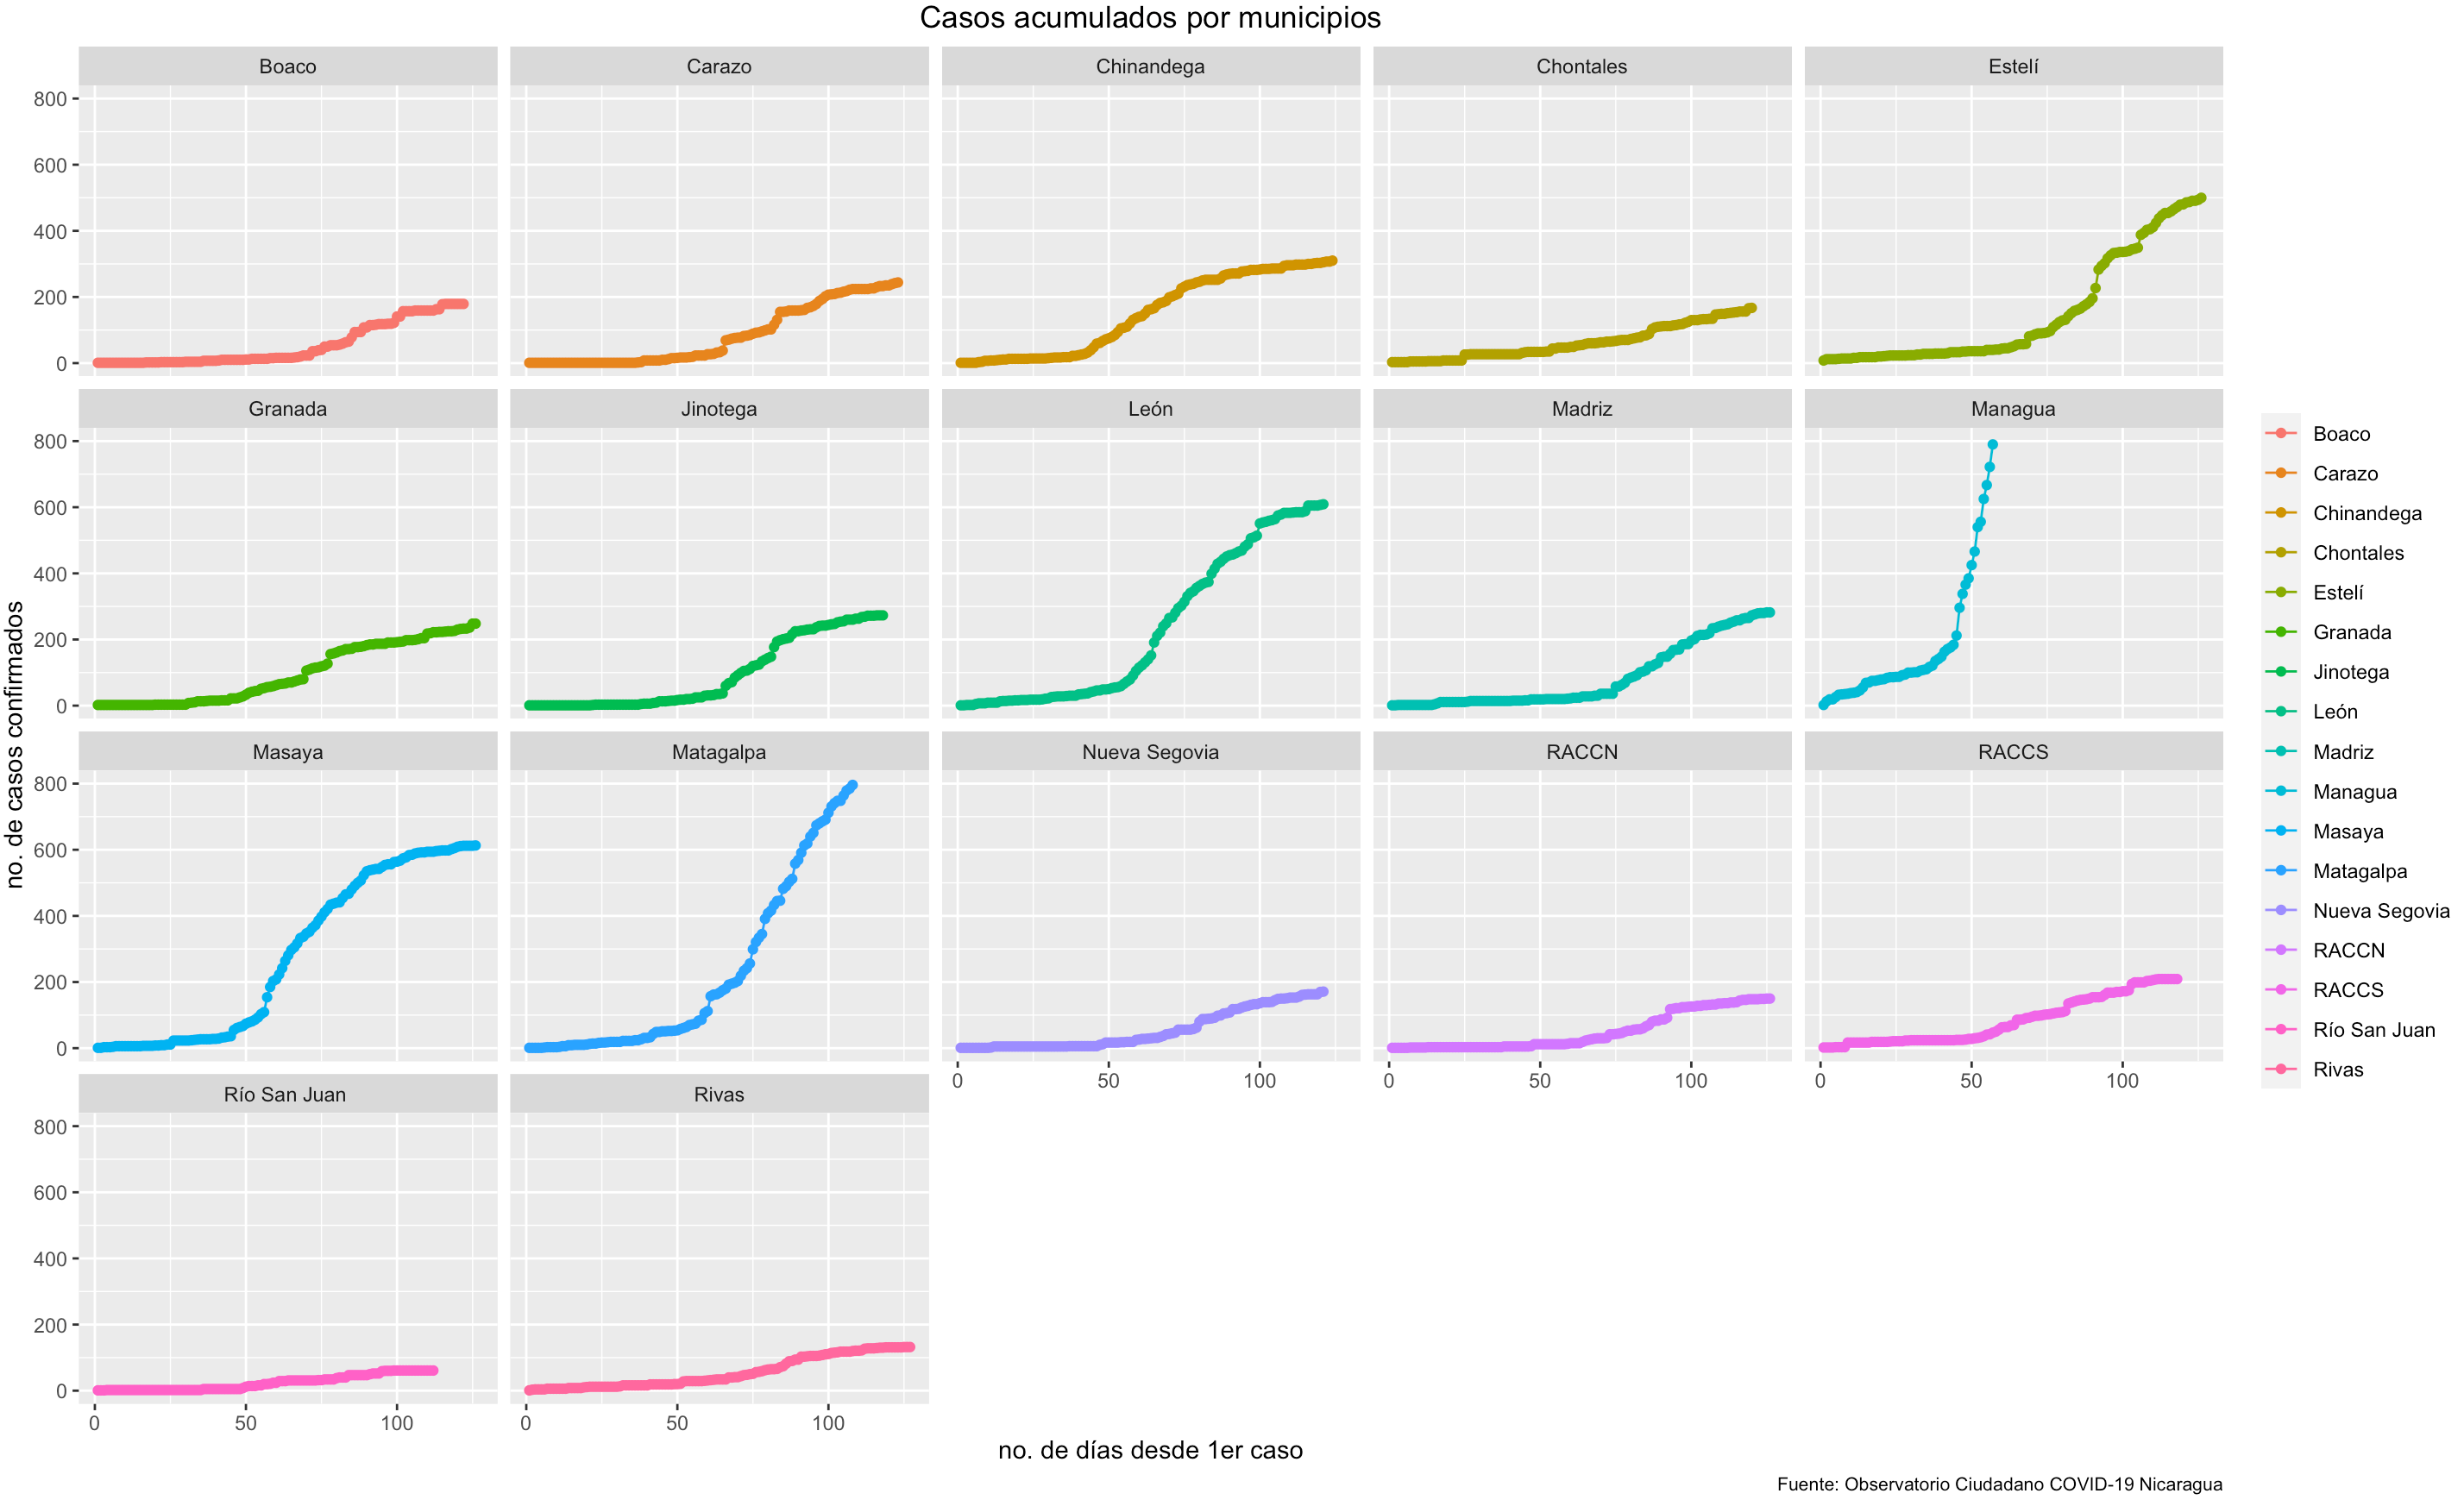 Casos acumulados por municipios
Boaco Carazo Chinandega Chontales Estelí
800
600
400
200
0
Granada Jinotega León Madriz Managua
800
600
400
200
0
Masaya Matagalpa Nueva Segovia RACCN RACCS
800
600
400
200
0
0 50 100 0 50 100 0 50 100
Río San Juan Rivas
800
600
400
200
0
0 50 100 0 50 100
no. de casos confirmados
no. de días desde 1er caso
Boaco
Carazo
Chinandega
Chontales
Estelí
Granada
Jinotega
León
Madriz
Managua
Masaya
Matagalpa
Nueva Segovia
RACCN
RACCS
Río San Juan
Rivas
Fuente: Observatorio Ciudadano COVID-19 Nicaragua